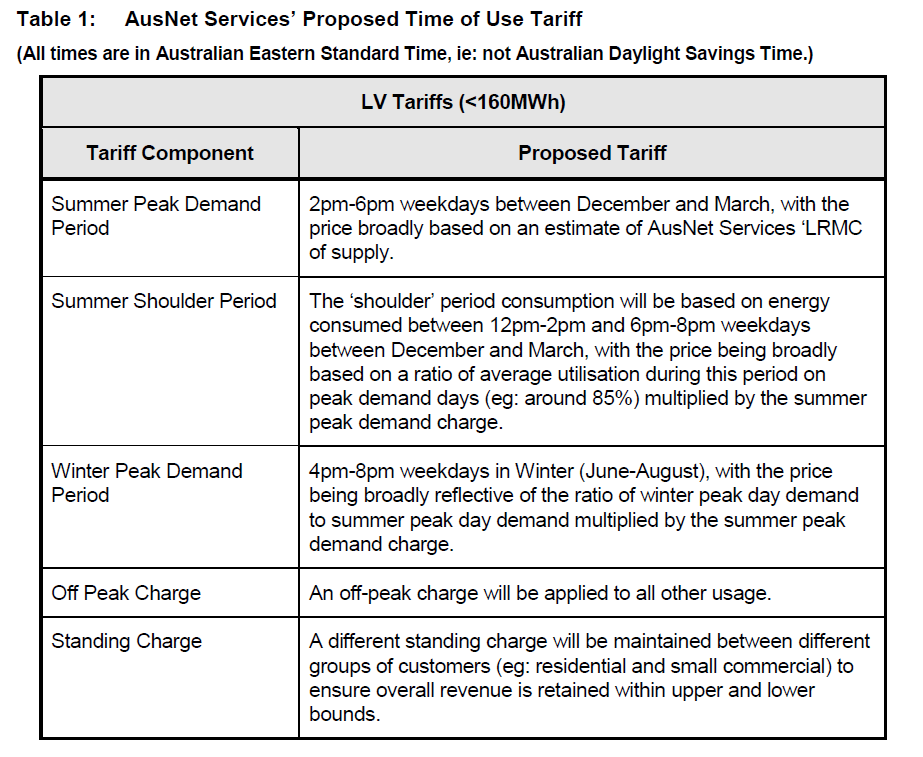 Table 1: AusNet Services’ Proposed Time of Use Tariff
(All times are in Australian Eastern Standard Time, ie: not Australian Daylight Savings Time.)
LV Tariffs (<160MWh)
Tariff Component
Proposed Tariff
Summer Peak Demand
Period
2pm-6pm weekdays between December and March, with the
price broadly based on an estimate of AusNet Services ‘LRMC
of supply.
Summer Shoulder Period
The ‘shoulder’ period consumption will be based on energy
consumed between 12pm-2pm and 6pm-8pm weekdays
between December and March, with the price being broadly
based on a ratio of average utilisation during this period on
peak demand days (eg: around 85%) multiplied by the summer
peak demand charge.
Winter Peak Demand
Period
4pm-8pm weekdays in Winter (June-August), with the price
being broadly reflective of the ratio of winter peak day demand
to summer peak day demand multiplied by the summer peak
demand charge.
Off Peak Charge
An off-peak charge will be applied to all other usage.
Standing Charge
A different standing charge will be maintained between different
groups of customers (eg: residential and small commercial) to
ensure overall revenue is retained within upper and lower
bounds.